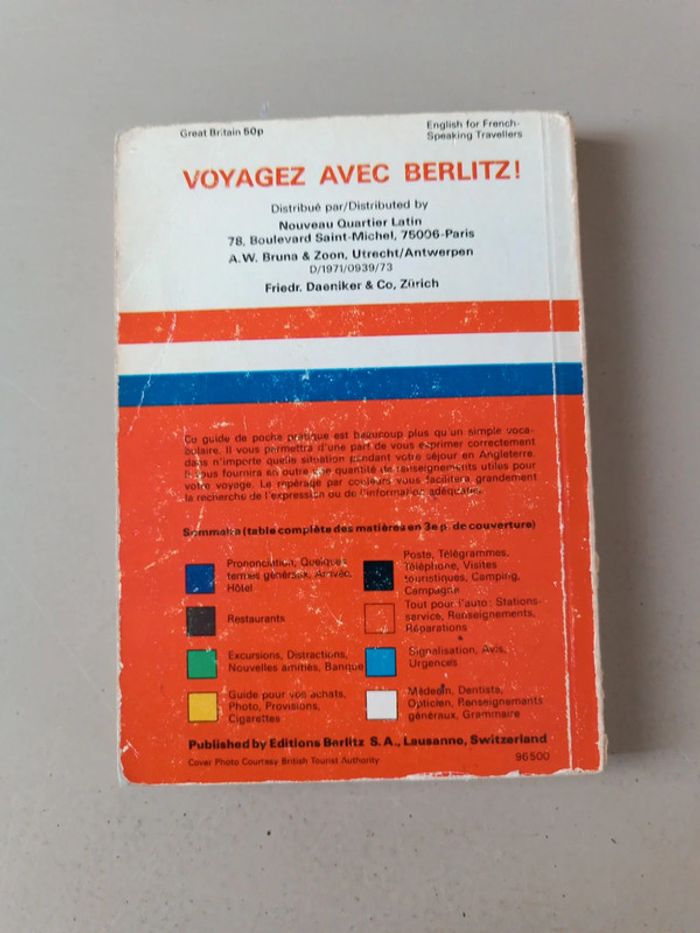 Great Britain 50p
English for French-
Speaking Travellers
VOYAGEZ AVEC BERLITZ!
Distribué par/Distributed by
Nouveau Quartier Latin
78, Boulevard Saint-Michel, 75006-Paris
A.W. Bruna & Zoon, Utrecht/Antwerpen
D/1971/0939/73
Friedr. Daeniker & Co, Zürich
Ce guide de poche pratique est beaucoup plus qu'un simple voca-
bulaire. Il vous permettra d'une part de vous exprimer correctement
dans n'importe quelle situation pendant votre séjour en Angleterre.
Il vous fournira en outre une quantité de renseignements utiles pour
votre voyage. Le repérage par couleurs vous facilitera grandement
la recherche de l'expression ou de l'information adéquates.
Sommaire (table complète des matières en 3e p. de couverture)
Prononciation, Quelques
termes généraux, Arrivée,
Hôtel
Restaurants
Excursions, Distractions,
Nouvelles amitiés, Banque
Guide pour vos achats,
Photo, Provisions,
Cigarettes
Poste, Télégrammes,
Téléphone, Visites
touristiques, Camping,
Campagne
Tout pour l'auto: Stations-
service, Renseignements,
Réparations
Signalisation, Avis,
Urgences
Médecin, Dentiste,
Opticien, Renseignements
généraux, Grammaire
Published by Editions Berlitz S.A., Lausanne, Switzerland
Cover Photo Courtesy British Tourist Authority
96500